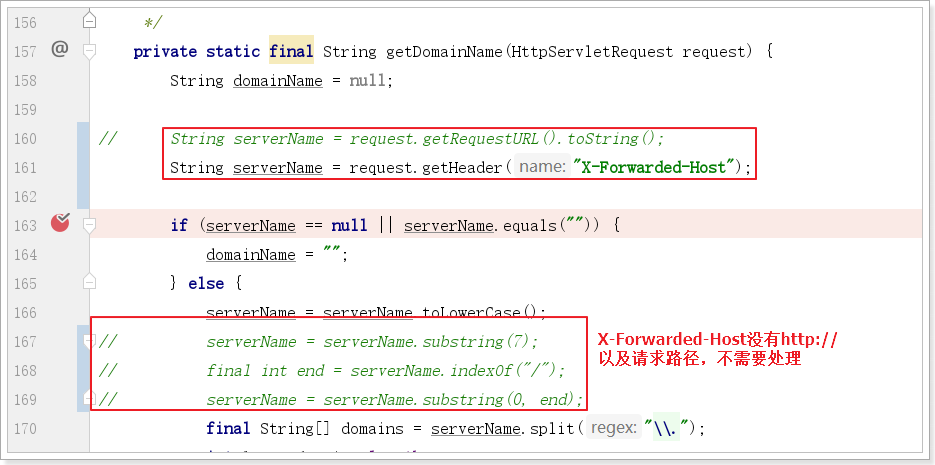 156 */
157 @ private static final String getDomainName(HttpServletRequest request) {
158 String domainName = null;
159
160 // String serverName = request.getRequestURL().toString();
161 String serverName = request.getHeader( name: "X-Forwarded-Host");
162
163 if (serverName == null || serverName.equals("")) {
164 domainName = "";
165 } else {
166 serverName = serverName.toLowerCase();
167 // serverName = serverName.substring(7);
168 // final int end = serverName.indexOf("/");
169 // serverName = serverName.substring(0, end);
X-Forwarded-Host没有http://
以及请求路径，不需要处理
170 final String[] domains = serverName.split( regex: "\\.");